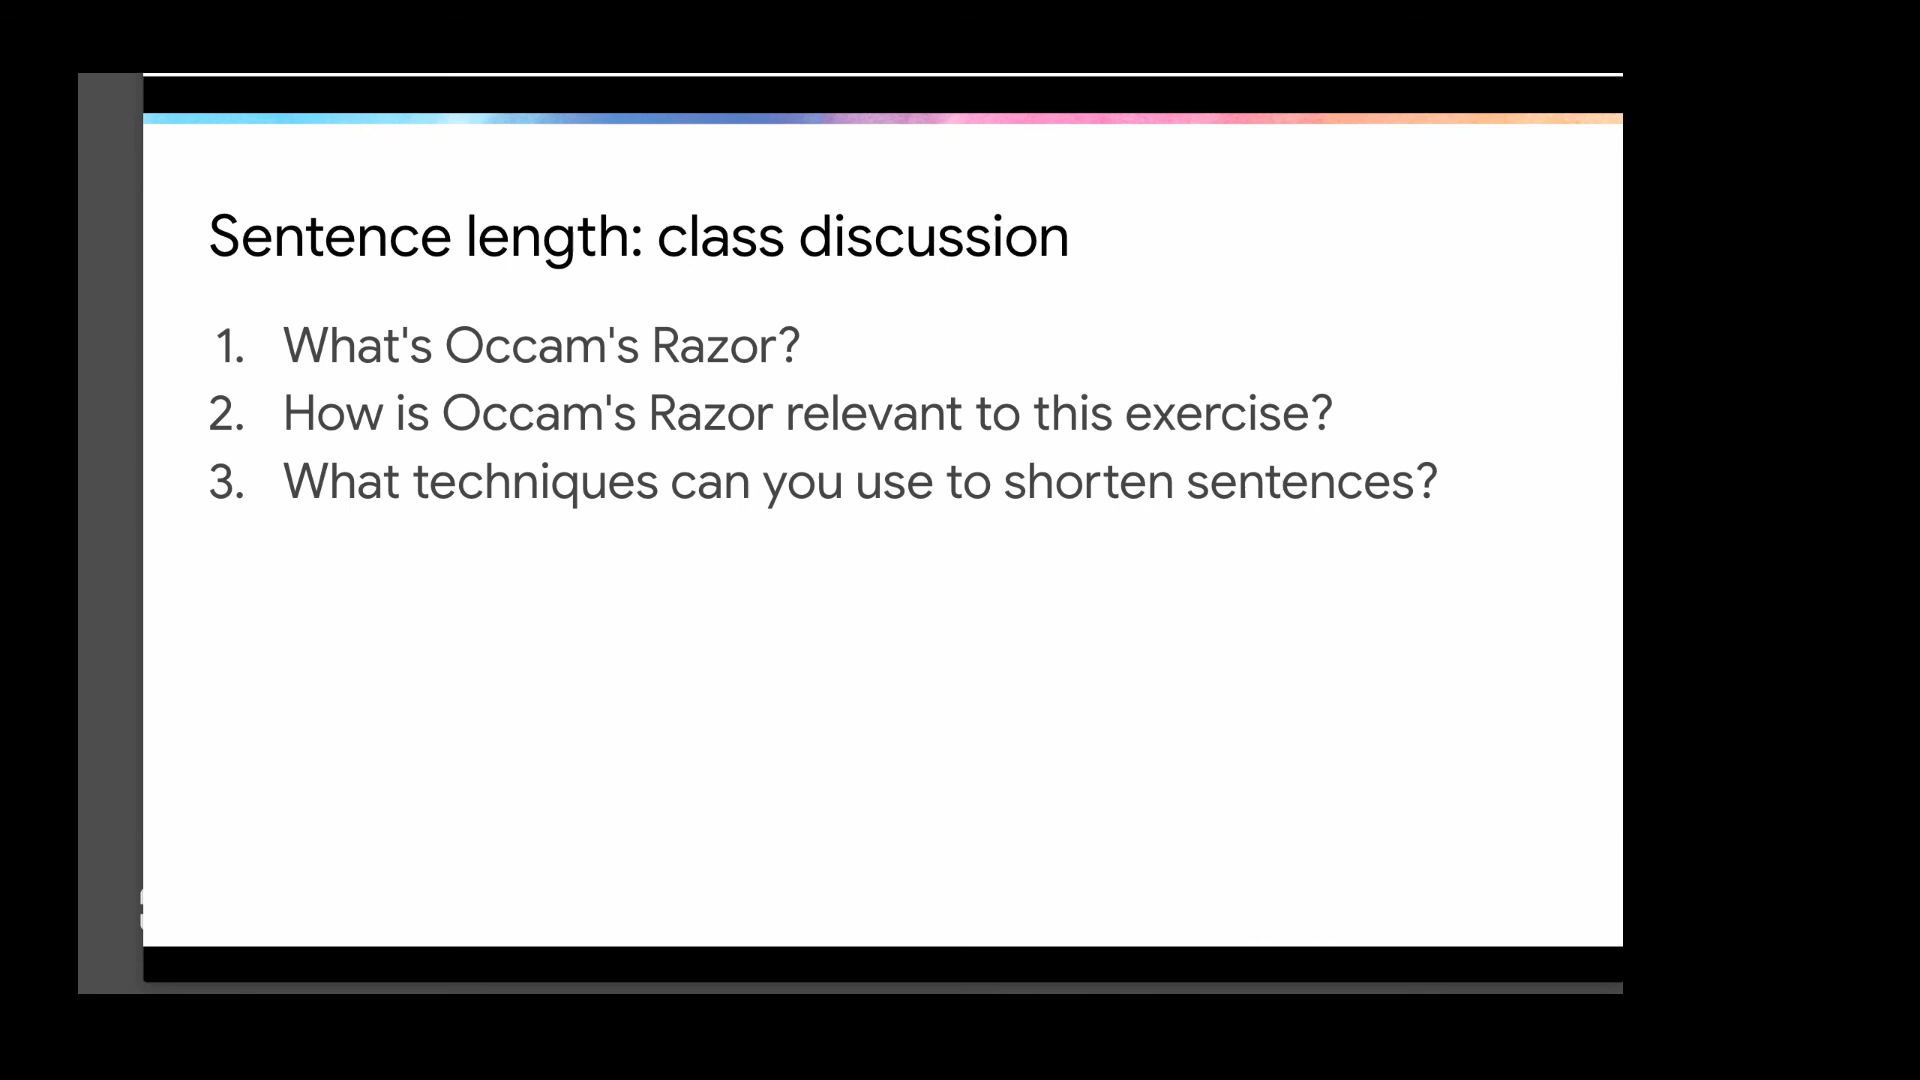 Sentence length: class discussion
1. What's Occam's Razor?
2. How is Occam's Razor relevant to this exercise?
3. What techniques can you use to shorten sentences?